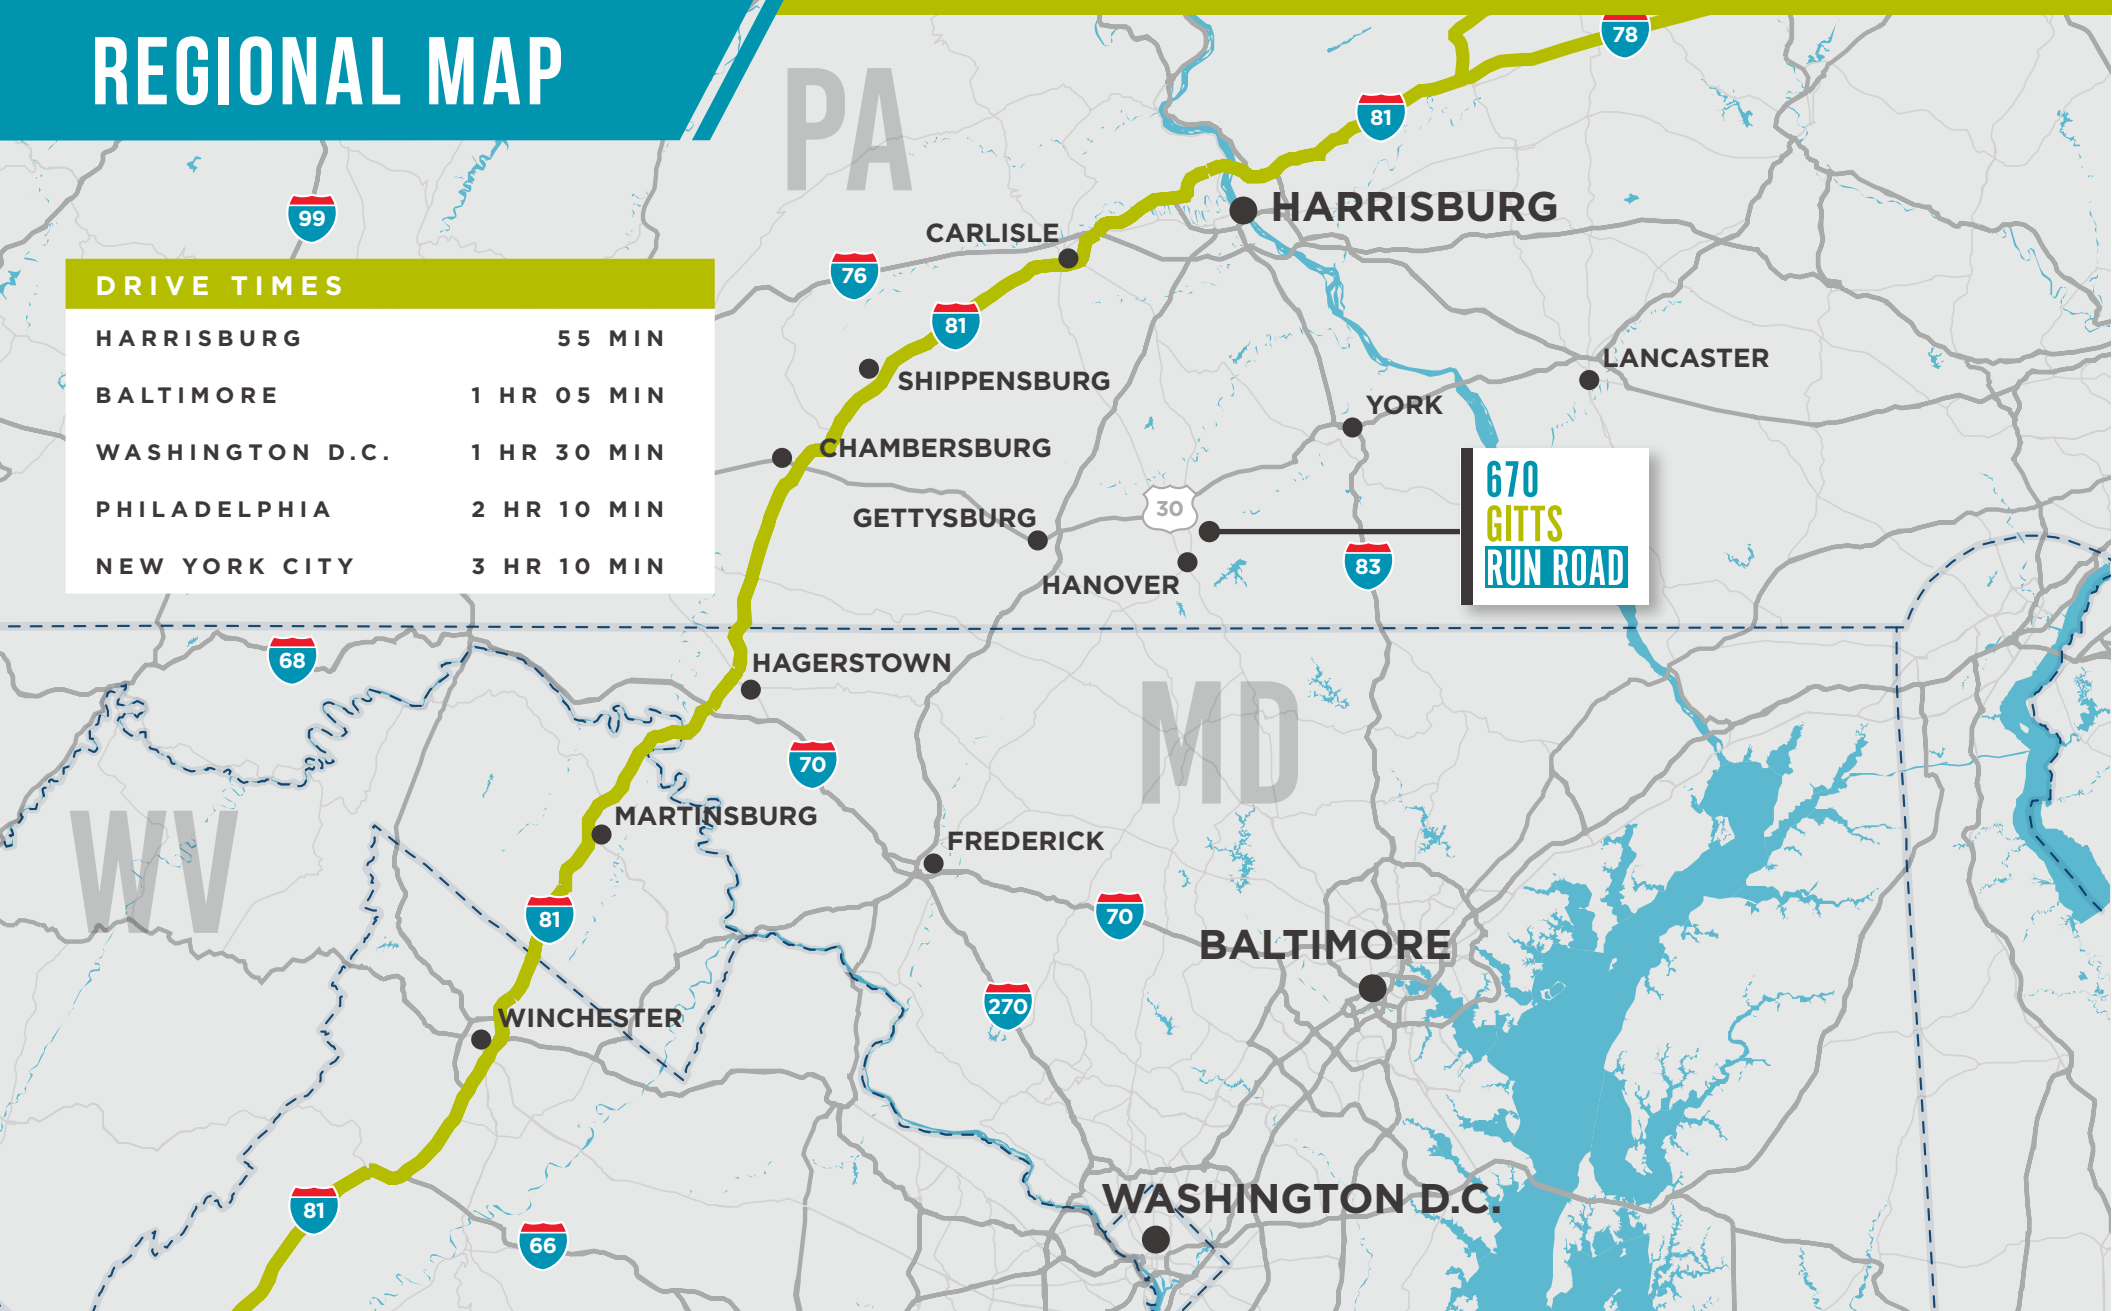 REGIONAL MAP
78
PA
81
99
HARRISBURG
CARLISLE
76
DRIVE TIMES
HARRISBURG 55 MIN
BALTIMORE 1 HR 05 MIN
WASHINGTON D.C. 1 HR 30 MIN
PHILADELPHIA 2 HR 10 MIN
NEW YORK CITY 3 HR 10 MIN
81
LANCASTER
SHIPPENSBURG
YORK
CHAMBERSBURG
670
GITTS
RUN ROAD
30
GETTYSBURG
83
HANOVER
68
HAGERSTOWN
MD
70
MARTINSBURG
WV
FREDERICK
81
70
BALTIMORE
270
WINCHESTER
WASHINGTON D.C.
81
66